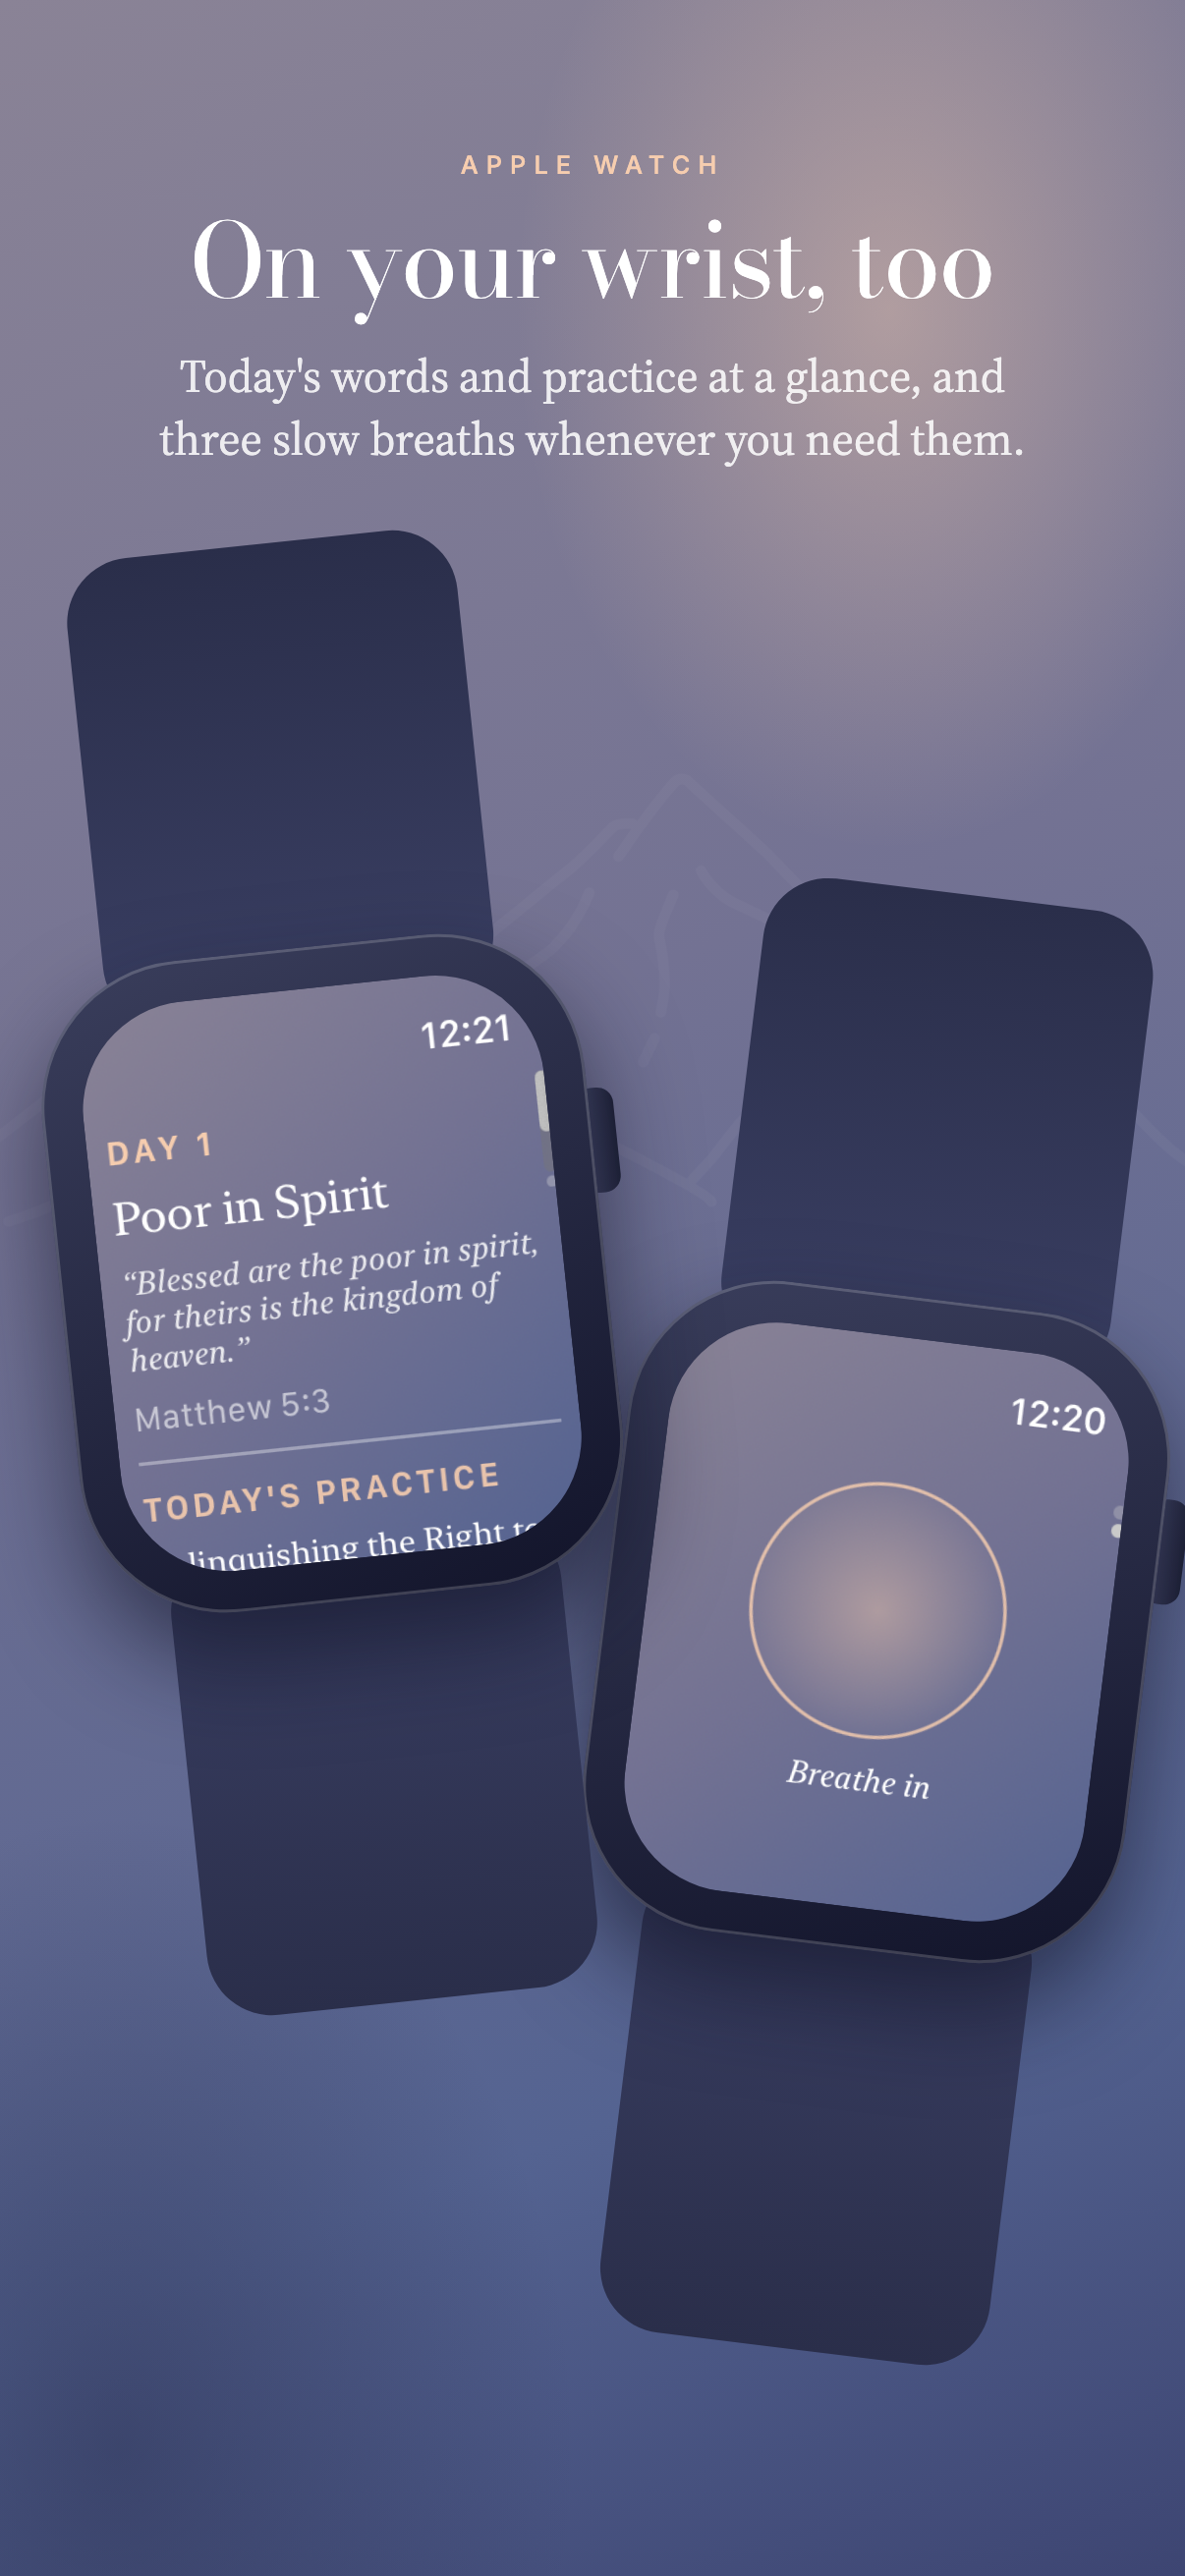 APPLE WATCH
On your wrist, too
Today's words and practice at a glance, and
three slow breaths whenever you need them.
12:21
DAY 1
Poor in Spirit
“Blessed are the poor in spirit,
for theirs is the kingdom of
heaven.”
Matthew 5:3
TODAY'S PRACTICE
the Right
12:20
Breathe in